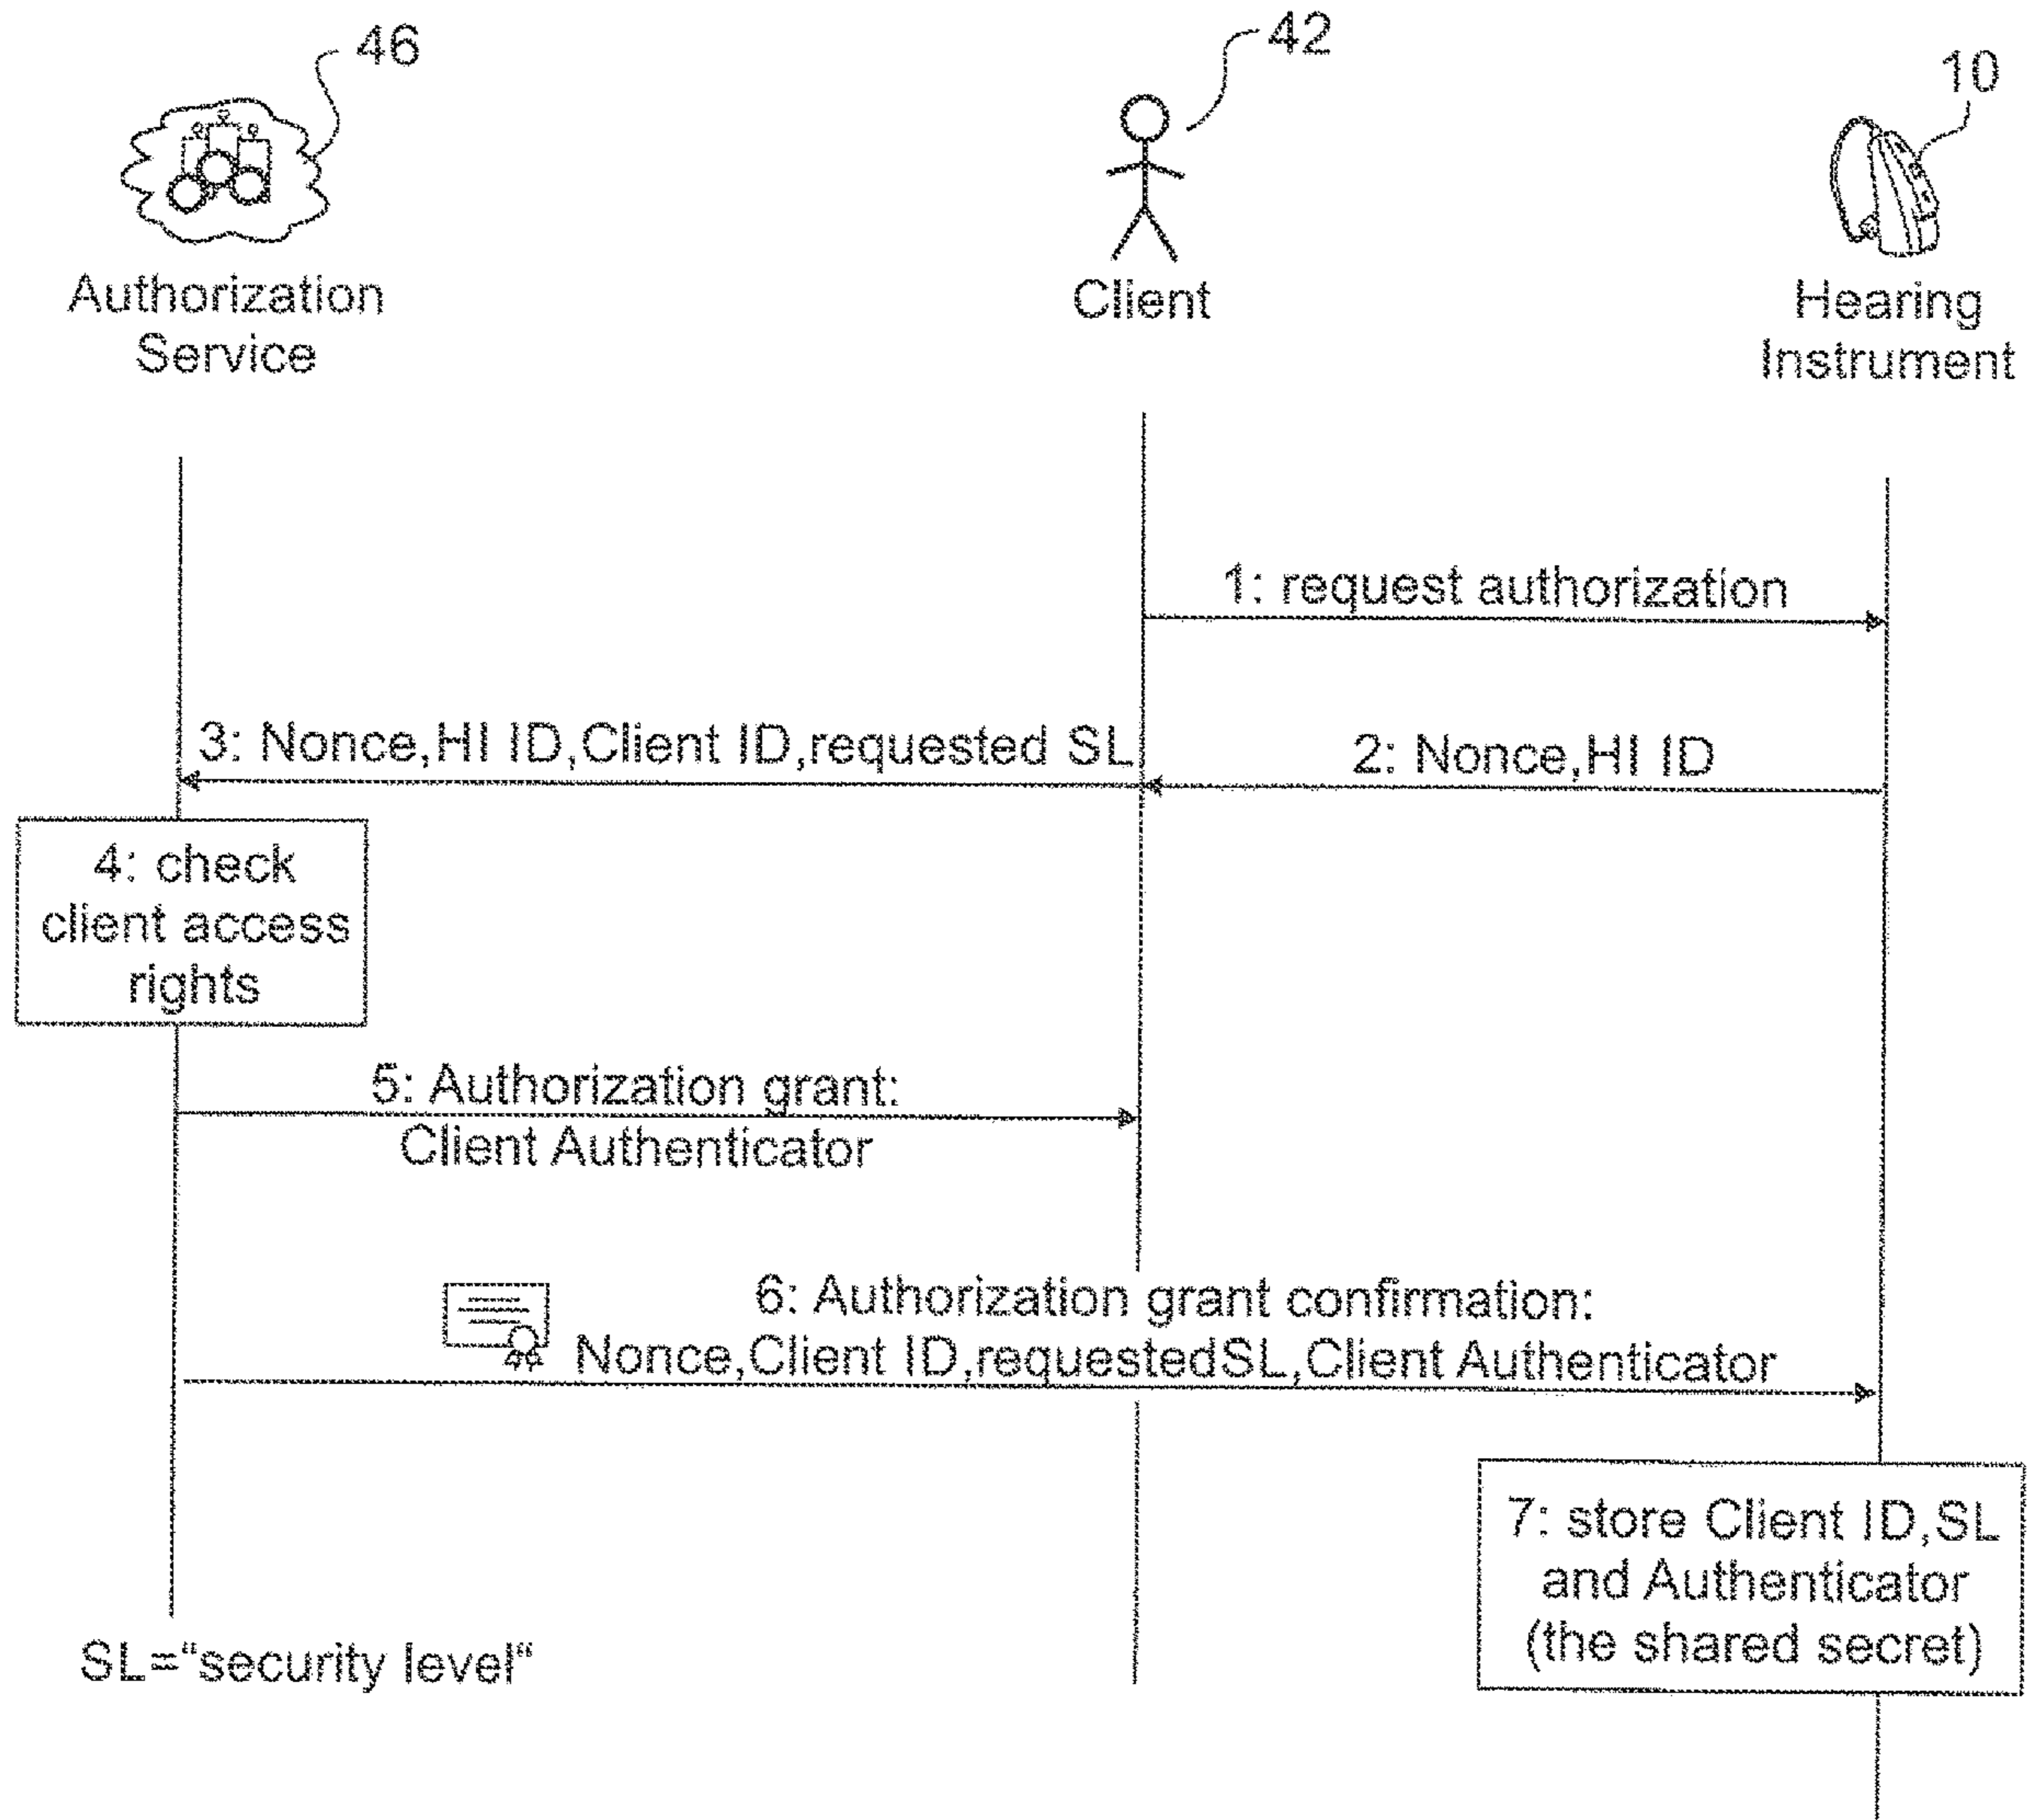 46
42
10
Authorization
Service
Client
Hearing
Instrument
1: request authorization
3: Nonce,HI ID,Client ID,requested SL
2: Nonce,HI ID
4: check
client access
rights
5: Authorization grant:
Client Authenticator
6: Authorization grant confirmation:
Nonce,Client ID,requestedSL,Client Authenticator
7: store Client ID,SL
and Authenticator
(the shared secret)
SL=“security level“